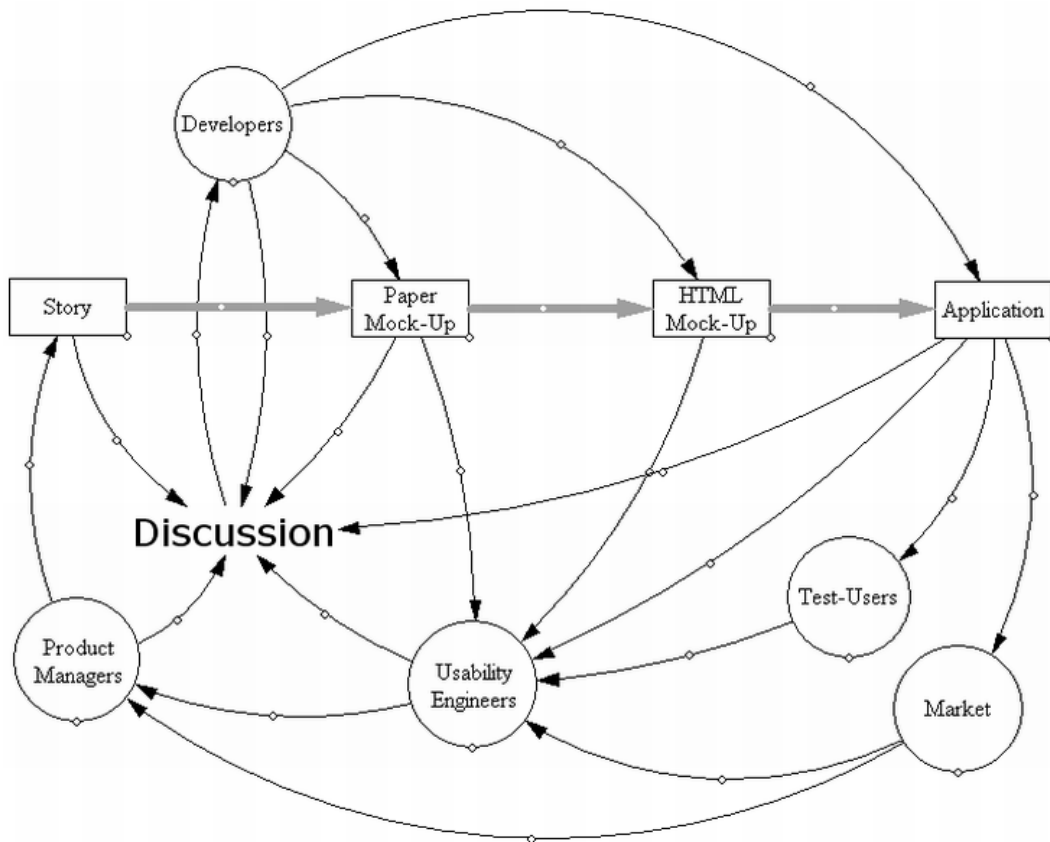 Developers
Story
Paper
Mock-Up
HTML
Mock-Up
Application
Discussion
Test-Users
Product
Managers
Usability
Engineers
Market